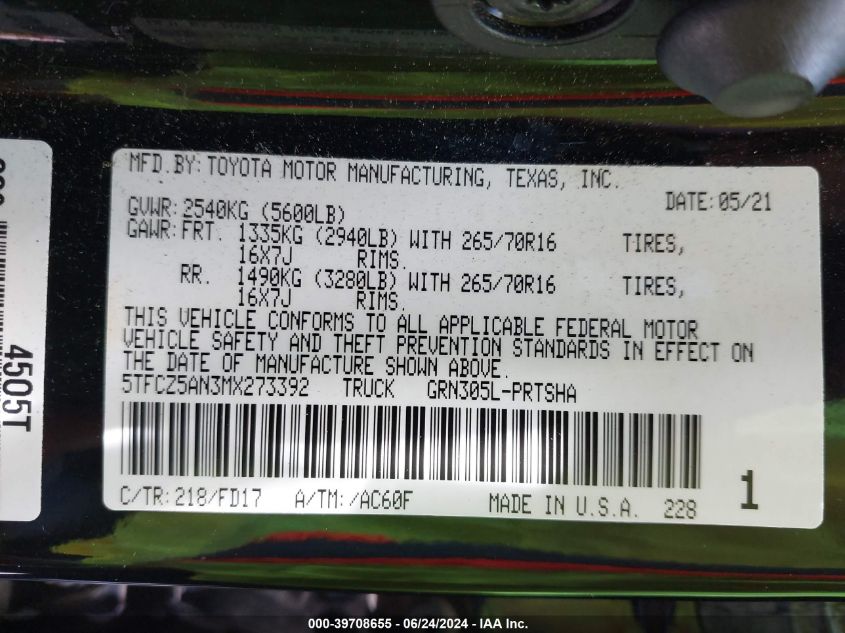 MFD.BY:TOYOTA MOTOR MANUFACTURING, TEXAS, INC.
DATE:05/21
GVWR:2540KG (5600LB)
GAWR:FRT. 1335KG (2940LB) WITH 265/70R16 TIRES,
16X7J RIMS.
RR. 1490KG (3280LB) WITH 265/70R16 TIRES,
16X7J RIMS.
THIS VEHICLE CONFORMS TO ALL APPLICABLE FEDERAL MOTOR
VEHICLE SAFETY AND THEFT PREVENTION STANDARDS IN EFFECT ON
THE DATE OF MANUFACTURE SHOWN ABOVE.
5TFCZ5AN3MX273392 TRUCK GRN305L-PRTSHA
C/TR:218/FD17 A/TM:/AC60F MADE IN U.S.A. 228
1
4505T
000-39708655 / 06/24/2024 - IAA Inc.